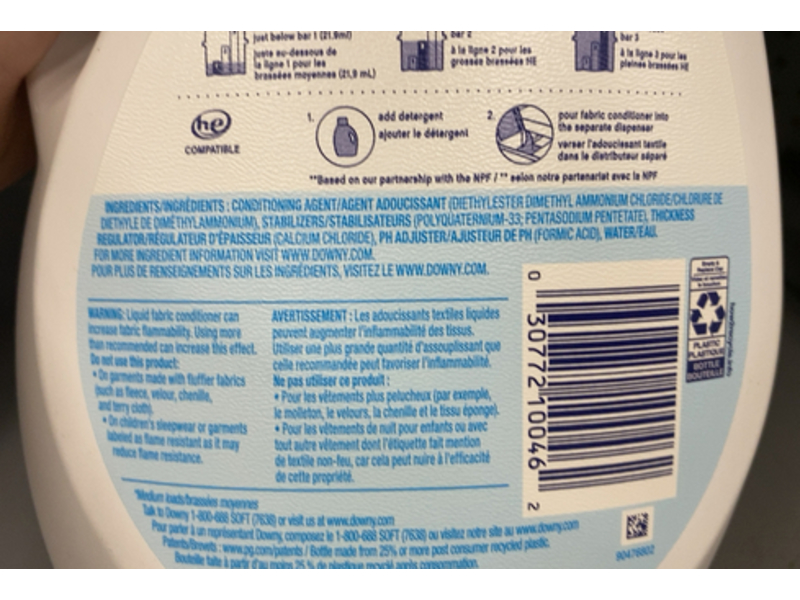 just below bar 1 (21.9ml)
juste au-dessous de
la ligne 1 pour les
brassées moyennes (21,9 mL)
bar 2
à la ligne 2 pour les
grosses brassées HE
bar 3
à la ligne 3 pour les
pleines brassées HE
he
COMPATIBLE
1. add detergent
ajouter le détergent
2. pour fabric conditioner into
the separate dispenser
verser l'adoucissant textile
dans le distributeur séparé
**Based on our partnership with the NPF / ** selon notre partenariat avec la NPF
INGREDIENTS/INGRÉDIENTS : CONDITIONING AGENT/AGENT ADOUCISSANT (DIETHYLESTER DIMETHYL AMMONIUM CHLORIDE/CHLORURE DE
DIETHYLE DE DIMÉTHYLAMMONIUM), STABILIZERS/STABILISATEURS (POLYQUATERNIUM-33; PENTASODIUM PENTETATE), THICKNESS
REGULATOR/RÉGULATEUR D'ÉPAISSEUR (CALCIUM CHLORIDE), PH ADJUSTER/AJUSTEUR DE PH (FORMIC ACID), WATER/EAU.
FOR MORE INGREDIENT INFORMATION VISIT WWW.DOWNY.COM.
POUR PLUS DE RENSEIGNEMENTS SUR LES INGRÉDIENTS, VISITEZ LE WWW.DOWNY.COM.
WARNING: Liquid fabric conditioner can
increase fabric flammability. Using more
than recommended can increase this effect.
Do not use this product:
• On garments made with fluffier fabrics
(such as fleece, velour, chenille,
and terry cloth).
• On children's sleepwear or garments
labeled as flame resistant as it may
reduce flame resistance.
AVERTISSEMENT : Les adoucissants textiles liquides
peuvent augmenter l'inflammabilité des tissus.
Utiliser une plus grande quantité d'assouplissant que
celle recommandée peut favoriser l'inflammabilité.
Ne pas utiliser ce produit :
• Pour les vêtements plus pelucheux (par exemple,
le molleton, le velours, la chenille et le tissu éponge).
• Pour les vêtements de nuit pour enfants ou avec
tout autre vêtement dont l'étiquette fait mention
de textile non-feu, car cela peut nuire à l'efficacité
de cette propriété.
0 30772 10046 2
PLASTIC
PLASTIQUE
BOTTLE
BOUTEILLE
*Medium loads/brassées moyennes
Talk to Downy 1-800-688 SOFT (7638) or visit us at www.downy.com
Pour parler à un représentant Downy, composez le 1-800-688 SOFT (7638) ou visitez notre site au www.downy.com
Patents/Brevets : www.pg.com/patents / Bottle made from 25% or more post consumer recycled plastic.
Bouteille faite à partir d'au moins 25 % de plastique recyclé après consommation.
90476802